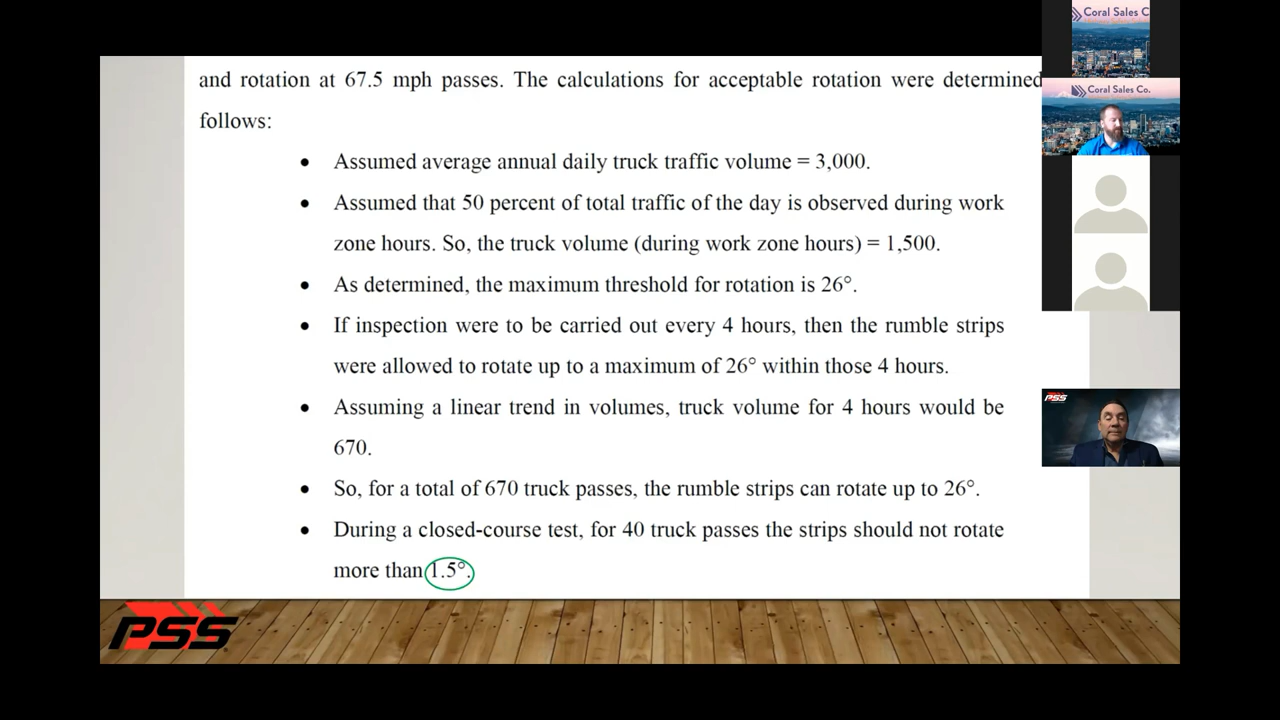 and rotation at 67.5 mph passes. The calculations for acceptable rotation were determined
follows:
• Assumed average annual daily truck traffic volume = 3,000.
• Assumed that 50 percent of total traffic of the day is observed during work
zone hours. So, the truck volume (during work zone hours) = 1,500.
• As determined, the maximum threshold for rotation is 26°.
• If inspection were to be carried out every 4 hours, then the rumble strips
were allowed to rotate up to a maximum of 26° within those 4 hours.
• Assuming a linear trend in volumes, truck volume for 4 hours would be
670.
• So, for a total of 670 truck passes, the rumble strips can rotate up to 26°.
• During a closed-course test, for 40 truck passes the strips should not rotate
more than 1.5°.
PSS
Coral Sales C
Coral Sales Co.
PSS